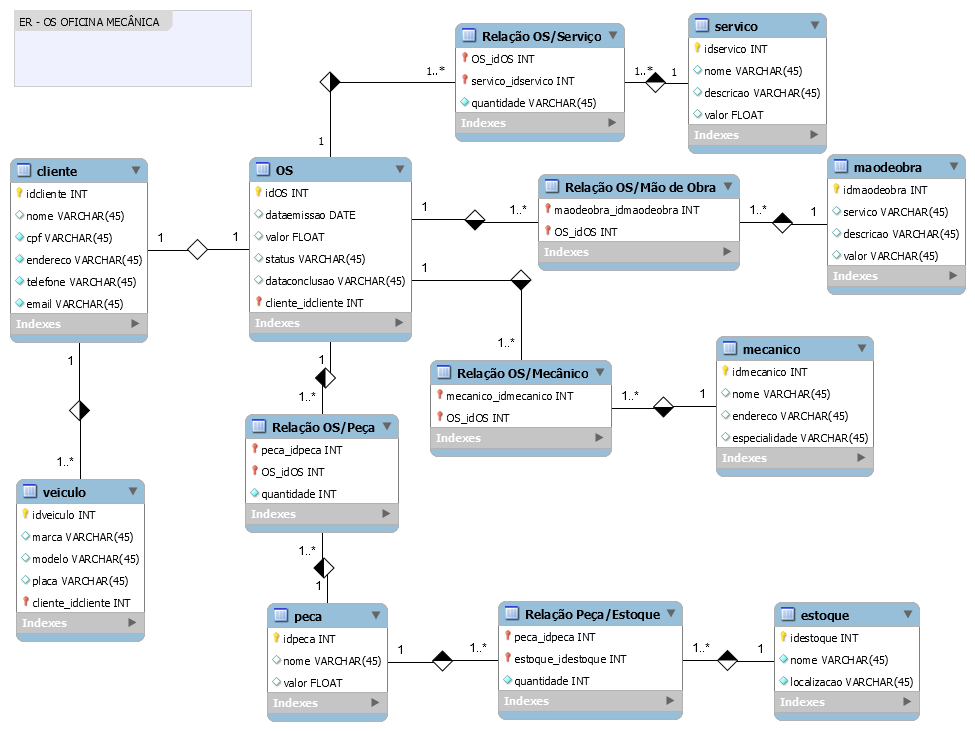 ER - OS OFICINA MECÂNICA
Relação OS/Serviço
OS_idOS INT
servico_idservico INT
quantidade VARCHAR(45)
Indexes
servico
idservico INT
nome VARCHAR(45)
descricao VARCHAR(45)
valor FLOAT
Indexes
1..*
1..*
1
1
cliente
idcliente INT
nome VARCHAR(45)
cpf VARCHAR(45)
endereco VARCHAR(45)
telefone VARCHAR(45)
email VARCHAR(45)
Indexes
1
1
OS
idOS INT
dataemissao DATE
valor FLOAT
status VARCHAR(45)
dataconclusao VARCHAR(45)
cliente_idcliente INT
Indexes
1
1..*
Relação OS/Mão de Obra
maodeobra_idmaodeobra INT
OS_idOS INT
Indexes
1..*
1
maodeobra
idmaodeobra INT
servico VARCHAR(45)
descricao VARCHAR(45)
valor VARCHAR(45)
Indexes
1
1..*
Relação OS/Mecânico
mecanico_idmecanico INT
OS_idOS INT
Indexes
1..*
1
mecanico
idmecanico INT
nome VARCHAR(45)
endereco VARCHAR(45)
especialidade VARCHAR(45)
Indexes
1
1..*
Relação OS/Peça
peca_idpeca INT
OS_idOS INT
quantidade INT
Indexes
1
1..*
veiculo
idveiculo INT
marca VARCHAR(45)
modelo VARCHAR(45)
placa VARCHAR(45)
cliente_idcliente INT
Indexes
1..*
1
peca
idpeca INT
nome VARCHAR(45)
valor FLOAT
Indexes
1
1..*
Relação Peça/Estoque
peca_idpeca INT
estoque_idestoque INT
quantidade INT
Indexes
1..*
1
estoque
idestoque INT
nome VARCHAR(45)
localizacao VARCHAR(45)
Indexes